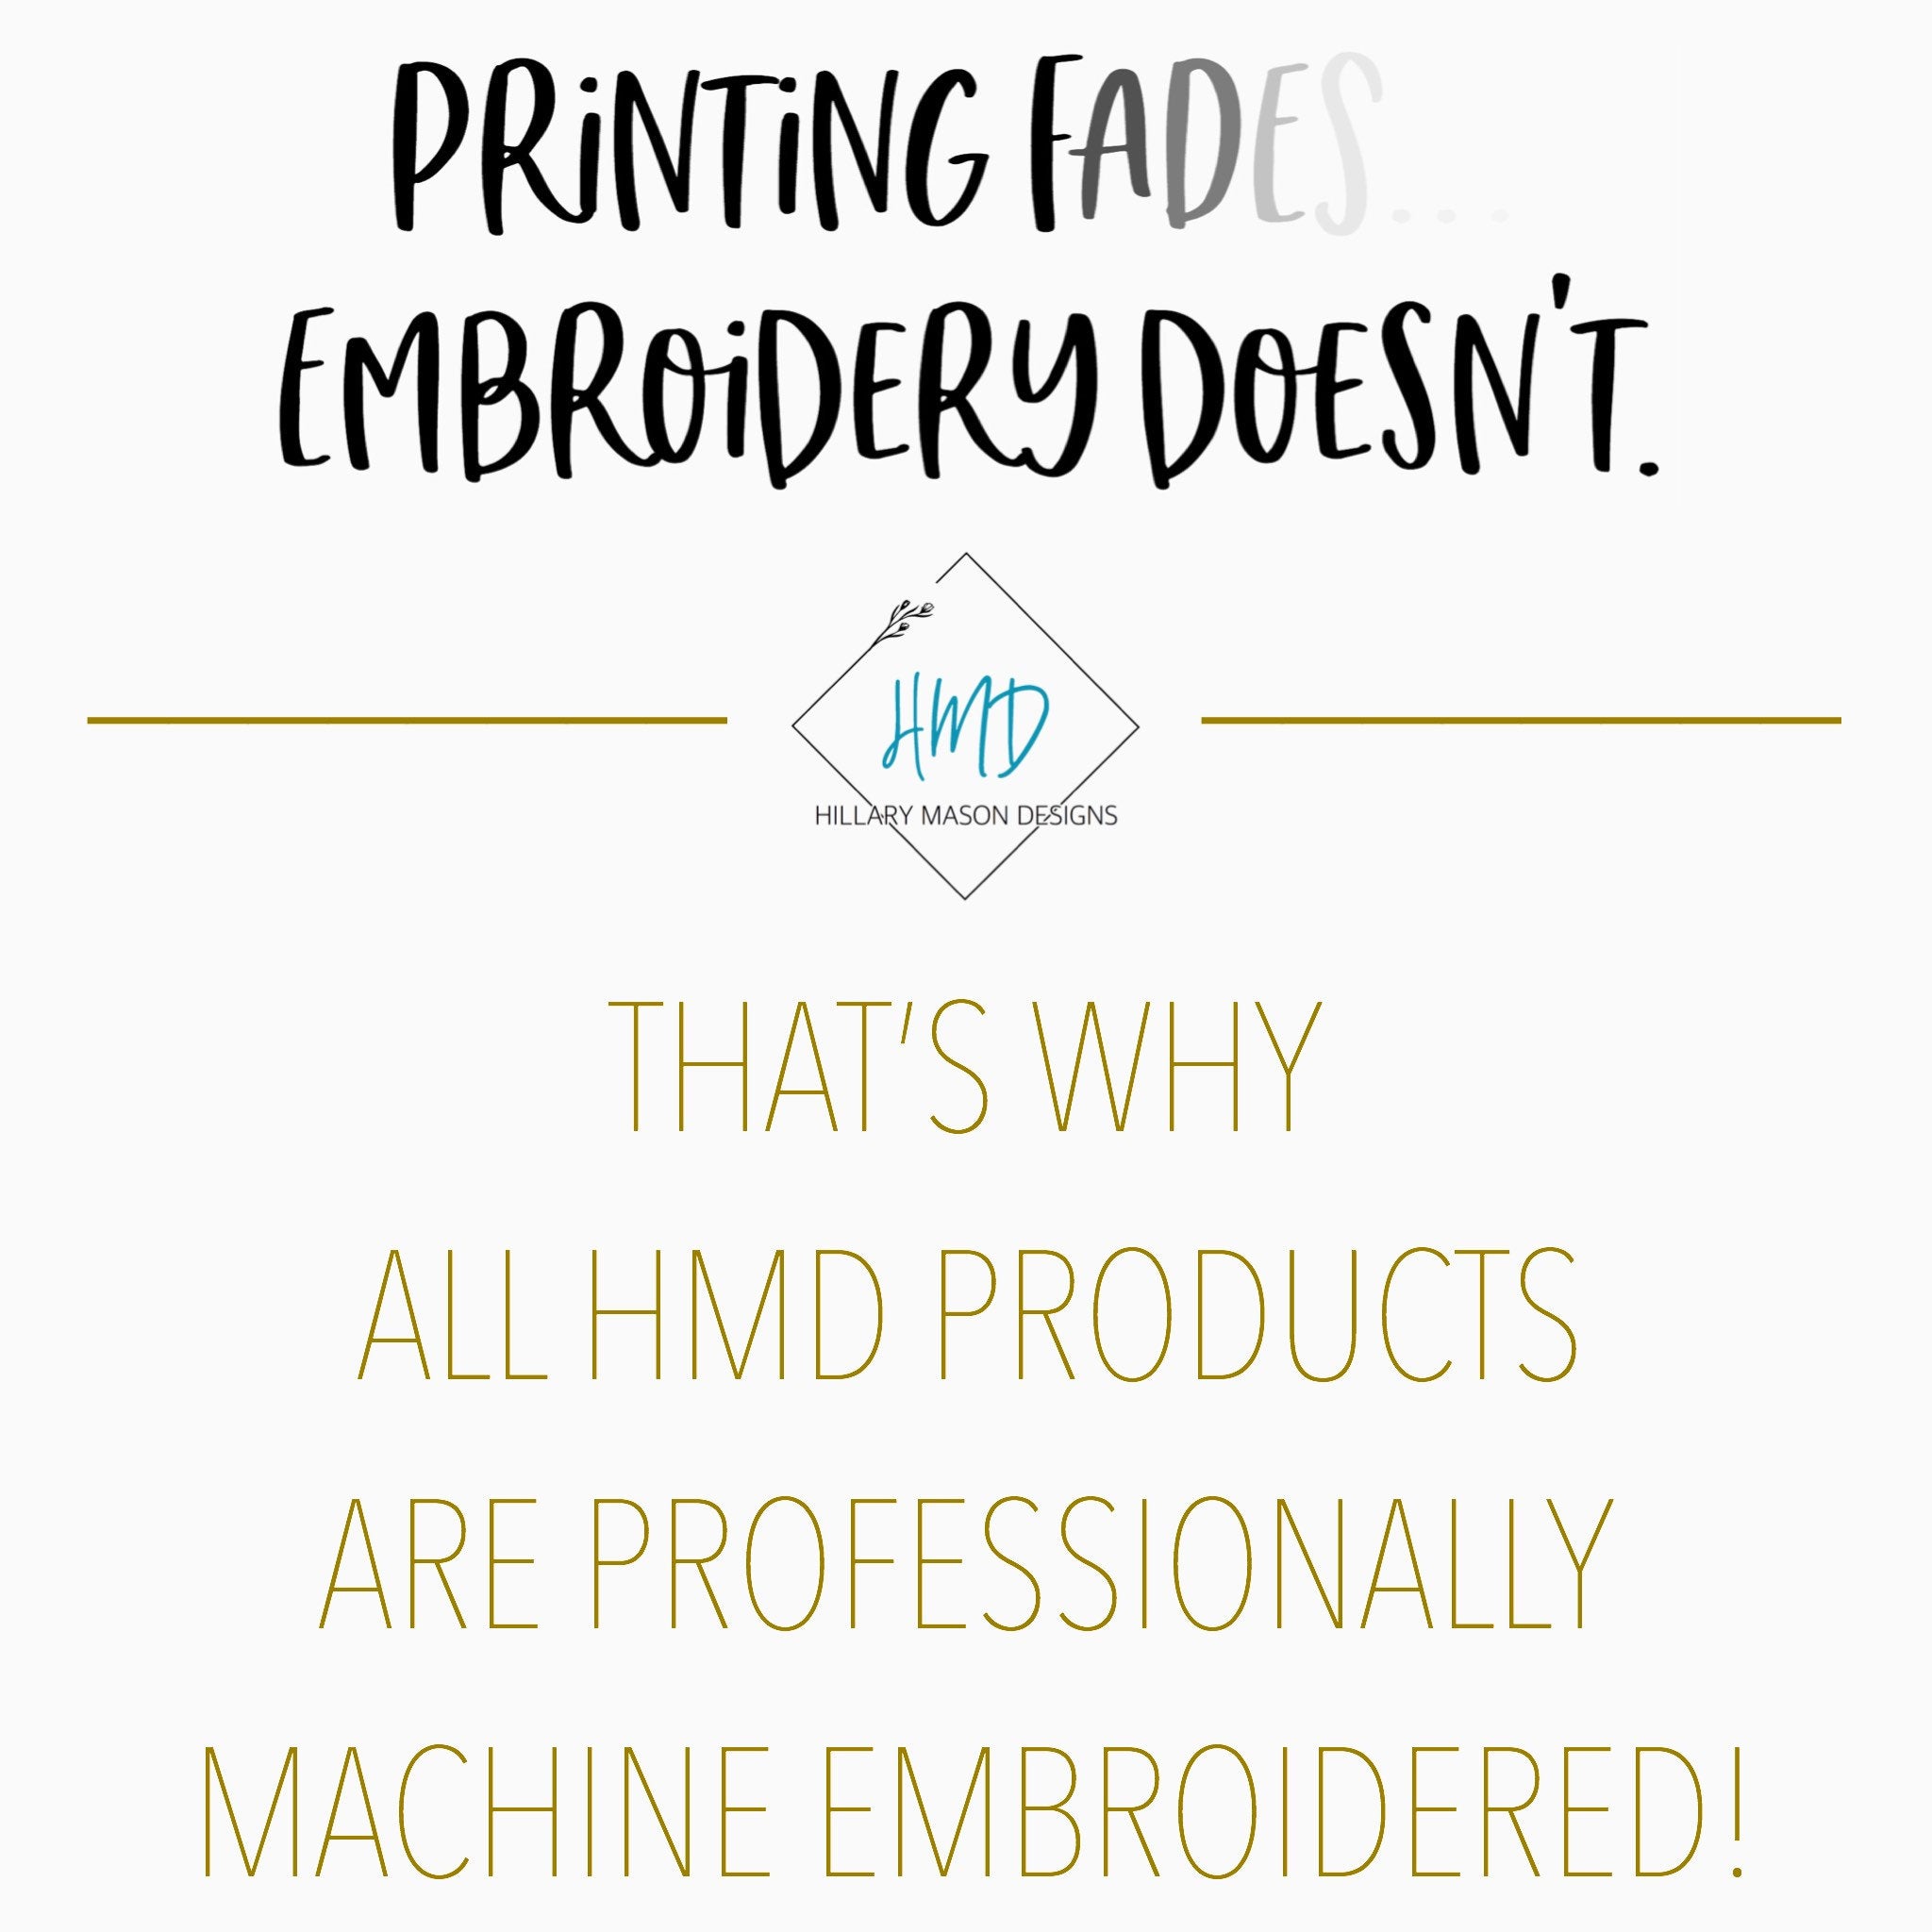 PRiNTiNG FADES...
EMBROiDERY DOESN'T.
HMD
HILLARY MASON DESIGNS
THAT'S WHY
ALL HMD PRODUCTS
ARE PROFESSIONALLY
MACHINE EMBROIDERED!